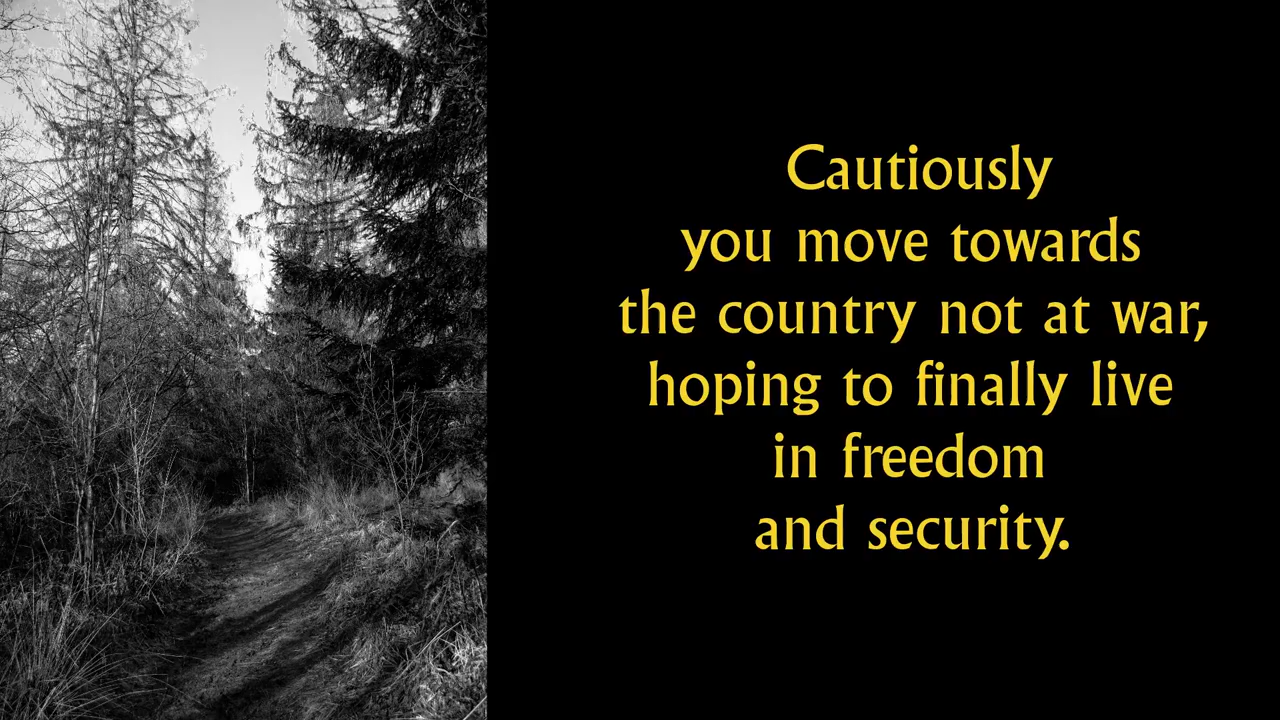 Cautiously
you move towards
the country not at war,
hoping to finally live
in freedom
and security.